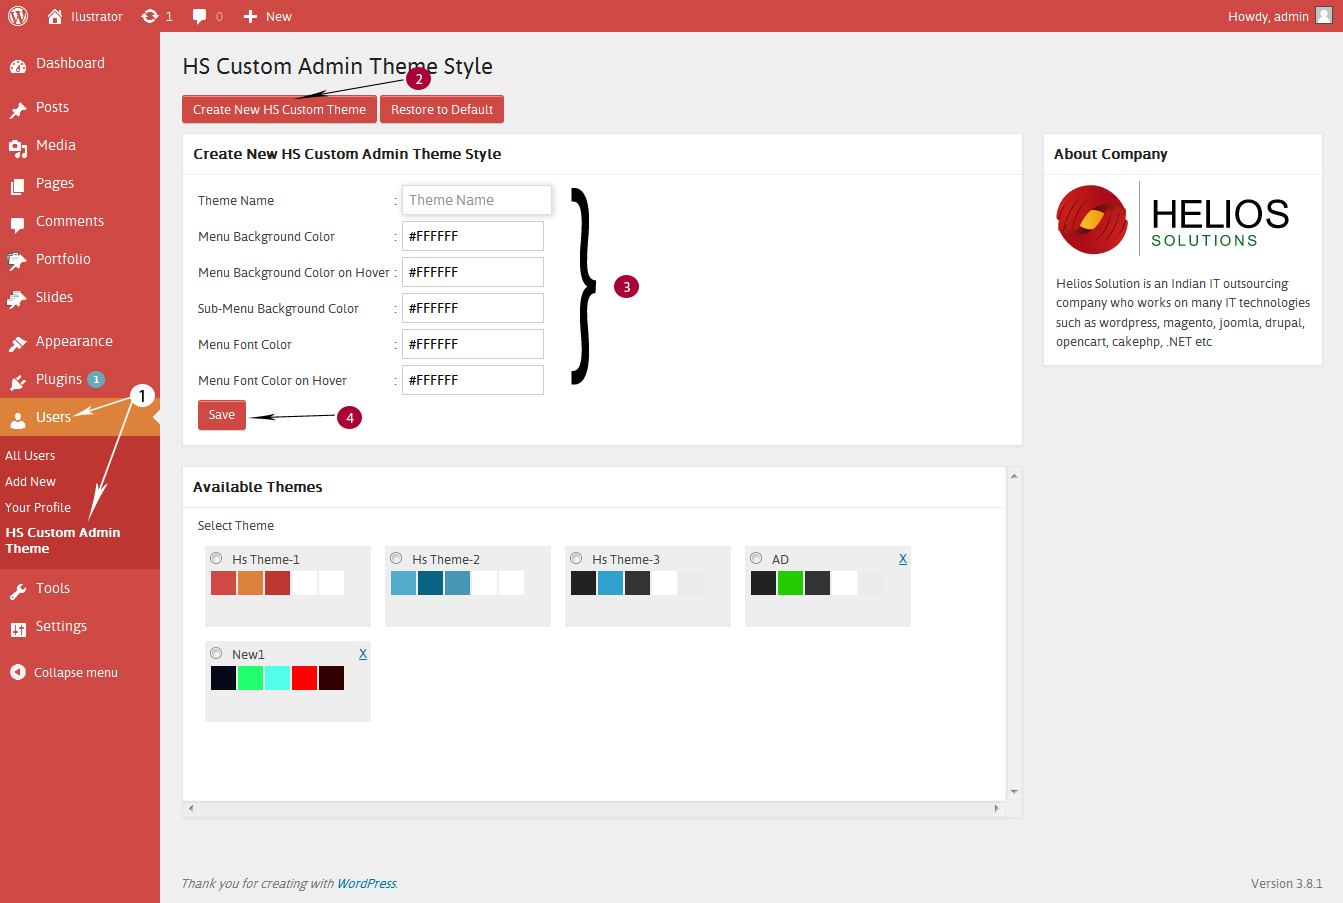 Ilustrator
1
0
New
Howdy, admin
Dashboard
Posts
Media
Pages
Comments
Portfolio
Slides
Appearance
Plugins 1
Users
All Users
Add New
Your Profile
HS Custom Admin
Theme
Tools
Settings
Collapse menu
1
HS Custom Admin Theme Style
2
Create New HS Custom Theme
Restore to Default
Create New HS Custom Admin Theme Style
Theme Name : Theme Name
Menu Background Color : #FFFFFF
Menu Background Color on Hover : #FFFFFF
Sub-Menu Background Color : #FFFFFF
Menu Font Color : #FFFFFF
Menu Font Color on Hover : #FFFFFF
}
3
Save
4
Available Themes
Select Theme
Hs Theme-1
Hs Theme-2
Hs Theme-3
AD X
New1 X
About Company
HELIOS
SOLUTIONS
Helios Solution is an Indian IT outsourcing
company who works on many IT technologies
such as wordpress, magento, joomla, drupal,
opencart, cakephp, .NET etc
Thank you for creating with WordPress.
Version 3.8.1